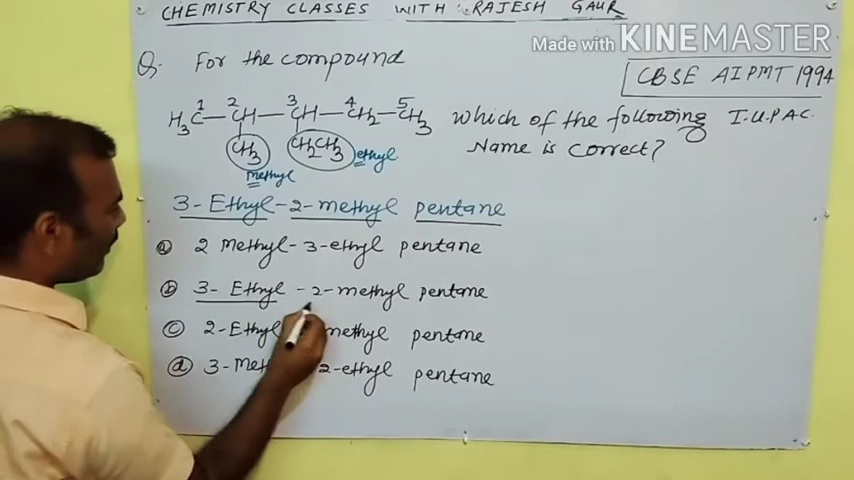 CHEMISTRY CLASSES WITH RAJESH GAUR
Made with KINEMASTER
Q. For the compound
CBSE AIPMT 1994
1 2 3 4 5
H3C — CH — CH — CH2 — CH3 which of the following I.U.P.A.C.
CH3 CH2CH3 ethyl Name is correct?
methyl
3-Ethyl-2-methyl pentane
a 2 Methyl-3-ethyl pentane
b 3- Ethyl -2-methyl pentane
c 2-Ethyl methyl pentane
d 3- 2-ethyl pentane